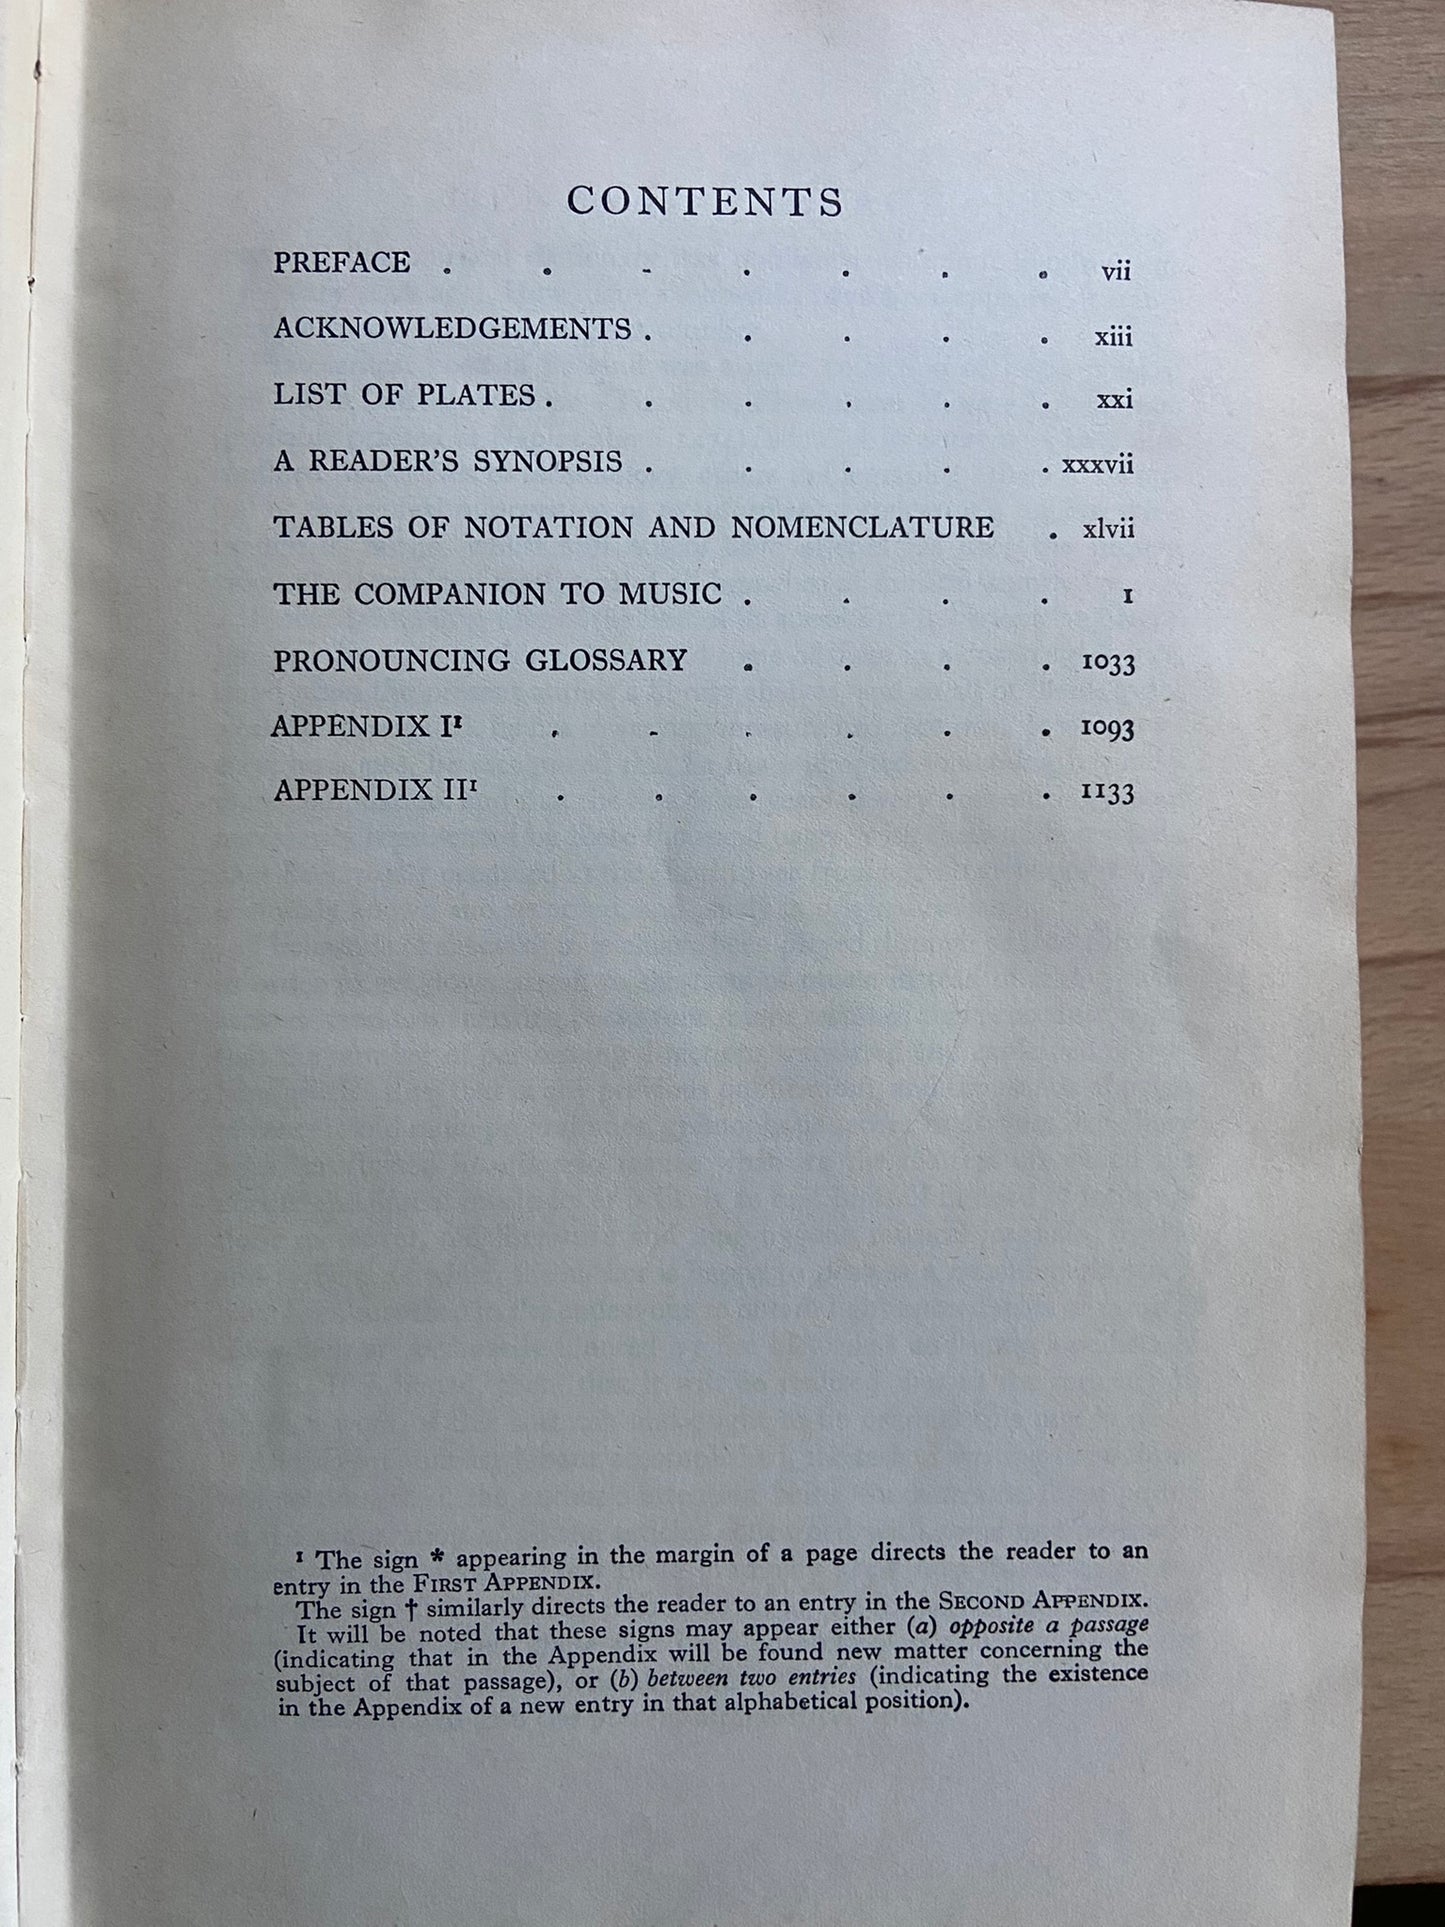 CONTENTS
PREFACE . . . . . . . vii
ACKNOWLEDGEMENTS . . . . . xiii
LIST OF PLATES . . . . . . xxi
A READER'S SYNOPSIS . . . . . xxxvii
TABLES OF NOTATION AND NOMENCLATURE . xlvii
THE COMPANION TO MUSIC . . . . 1
PRONOUNCING GLOSSARY . . . . 1033
APPENDIX I¹ . . . . . . 1093
APPENDIX II¹ . . . . . . 1133
¹ The sign * appearing in the margin of a page directs the reader to an
entry in the FIRST APPENDIX.
The sign † similarly directs the reader to an entry in the SECOND APPENDIX.
It will be noted that these signs may appear either (a) opposite a passage
(indicating that in the Appendix will be found new matter concerning the
subject of that passage), or (b) between two entries (indicating the existence
in the Appendix of a new entry in that alphabetical position).